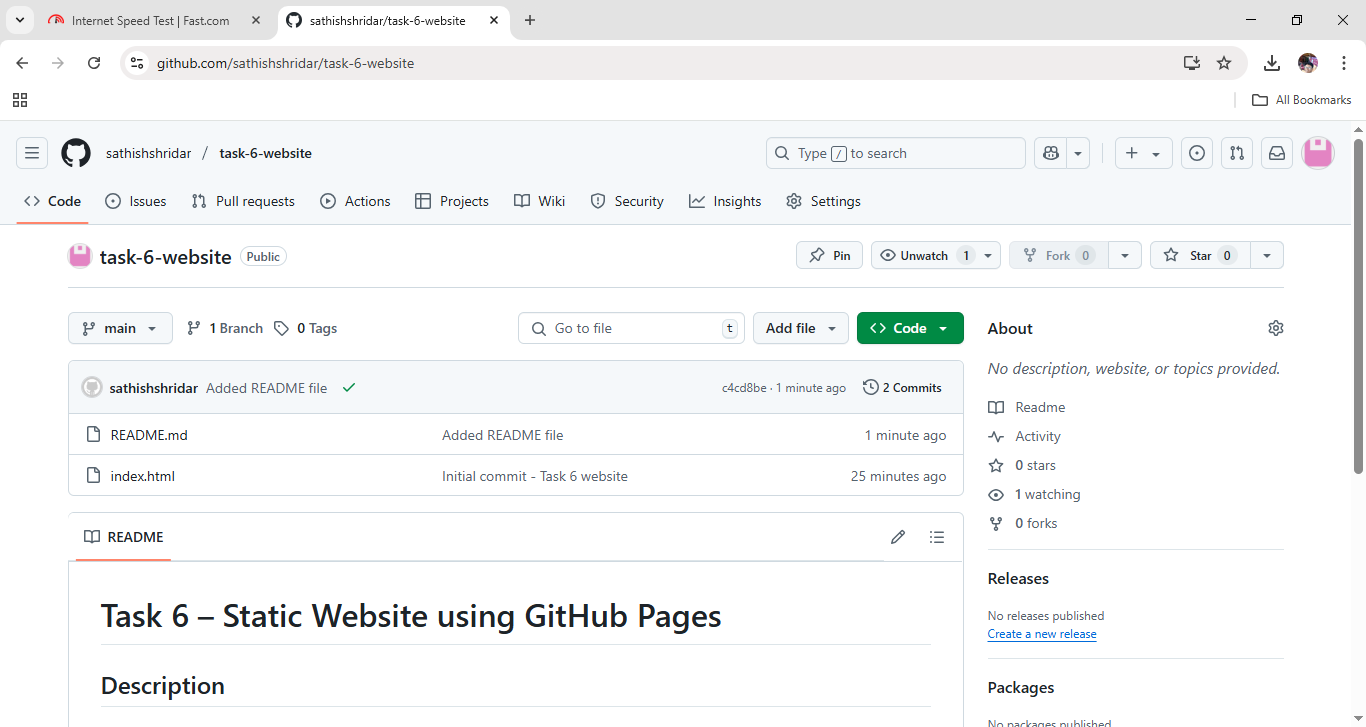 Internet Speed Test | Fast.com
sathishshridar/task-6-website
github.com/sathishshridar/task-6-website
All Bookmarks
sathishshridar / task-6-website
Type / to search
Code Issues Pull requests Actions Projects Wiki Security Insights Settings
task-6-website Public
Pin Unwatch 1 Fork 0 Star 0
main 1 Branch 0 Tags Go to file t Add file Code
sathishshridar Added README file c4cd8be · 1 minute ago 2 Commits
README.md Added README file 1 minute ago
index.html Initial commit - Task 6 website 25 minutes ago
README
Task 6 – Static Website using GitHub Pages
Description
About
No description, website, or topics provided.
Readme
Activity
0 stars
1 watching
0 forks
Releases
No releases published
Create a new release
Packages
No packages published